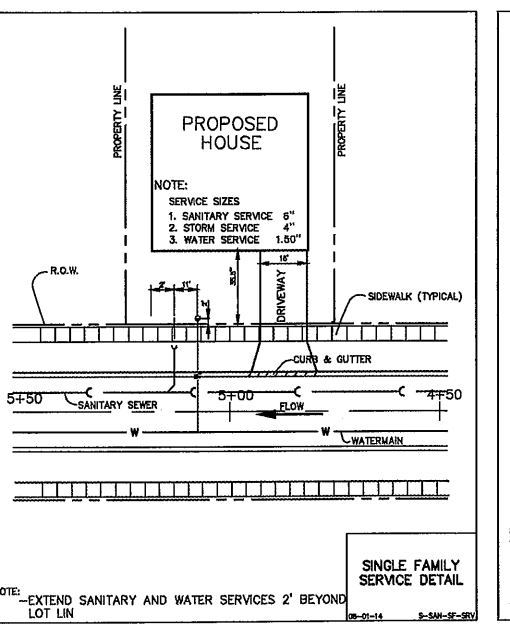 PROPERTY LINE
PROPERTY LINE
PROPOSED
HOUSE
NOTE:
SERVICE SIZES
1. SANITARY SERVICE 6"
2. STORM SERVICE 4"
3. WATER SERVICE 1.50"
R.O.W.
2'
11'
2'
DRIVEWAY
SIDEWALK (TYPICAL)
CURB & GUTTER
5+50
SANITARY SEWER
5+00
FLOW
4+50
W
W
WATERMAIN
SINGLE FAMILY
SERVICE DETAIL
OTE:
-EXTEND SANITARY AND WATER SERVICES 2' BEYOND
LOT LIN
08-01-14 S-SAN-SF-SRV